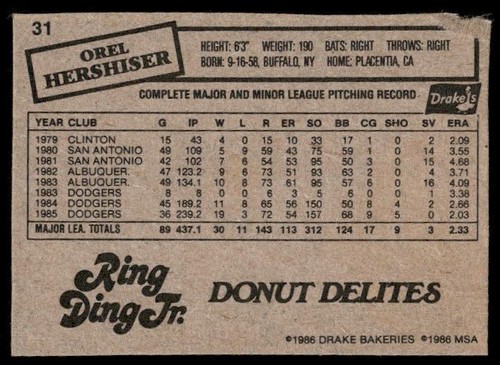 31
OREL
HERSHISER
HEIGHT: 6'3" WEIGHT: 190 BATS: RIGHT THROWS: RIGHT
BORN: 9-16-58, BUFFALO, NY HOME: PLACENTIA, CA
COMPLETE MAJOR AND MINOR LEAGUE PITCHING RECORD
Drake's
YEAR CLUB G IP W L R ER SO BB CG SHO SV ERA
1979 CLINTON 15 43 4 0 15 10 33 17 1 0 2 2.09
1980 SAN ANTONIO 49 109 5 9 59 43 75 59 1 0 14 3.55
1981 SAN ANTONIO 42 102 7 6 54 53 95 50 3 0 15 4.68
1982 ALBUQUER. 47 123.2 9 6 73 51 93 63 2 0 4 3.71
1983 ALBUQUER. 49 134.1 10 8 73 61 95 57 6 0 16 4.09
1983 DODGERS 8 8 0 0 6 3 5 6 0 0 1 3.38
1984 DODGERS 45 189.2 11 8 65 56 150 50 8 4 2 2.66
1985 DODGERS 36 239.2 19 3 72 54 157 68 9 5 0 2.03
MAJOR LEA. TOTALS 89 437.1 30 11 143 113 312 124 17 9 3 2.33
Ring
Ding Jr.
DONUT DELITES
©1986 DRAKE BAKERIES ©1986 MSA